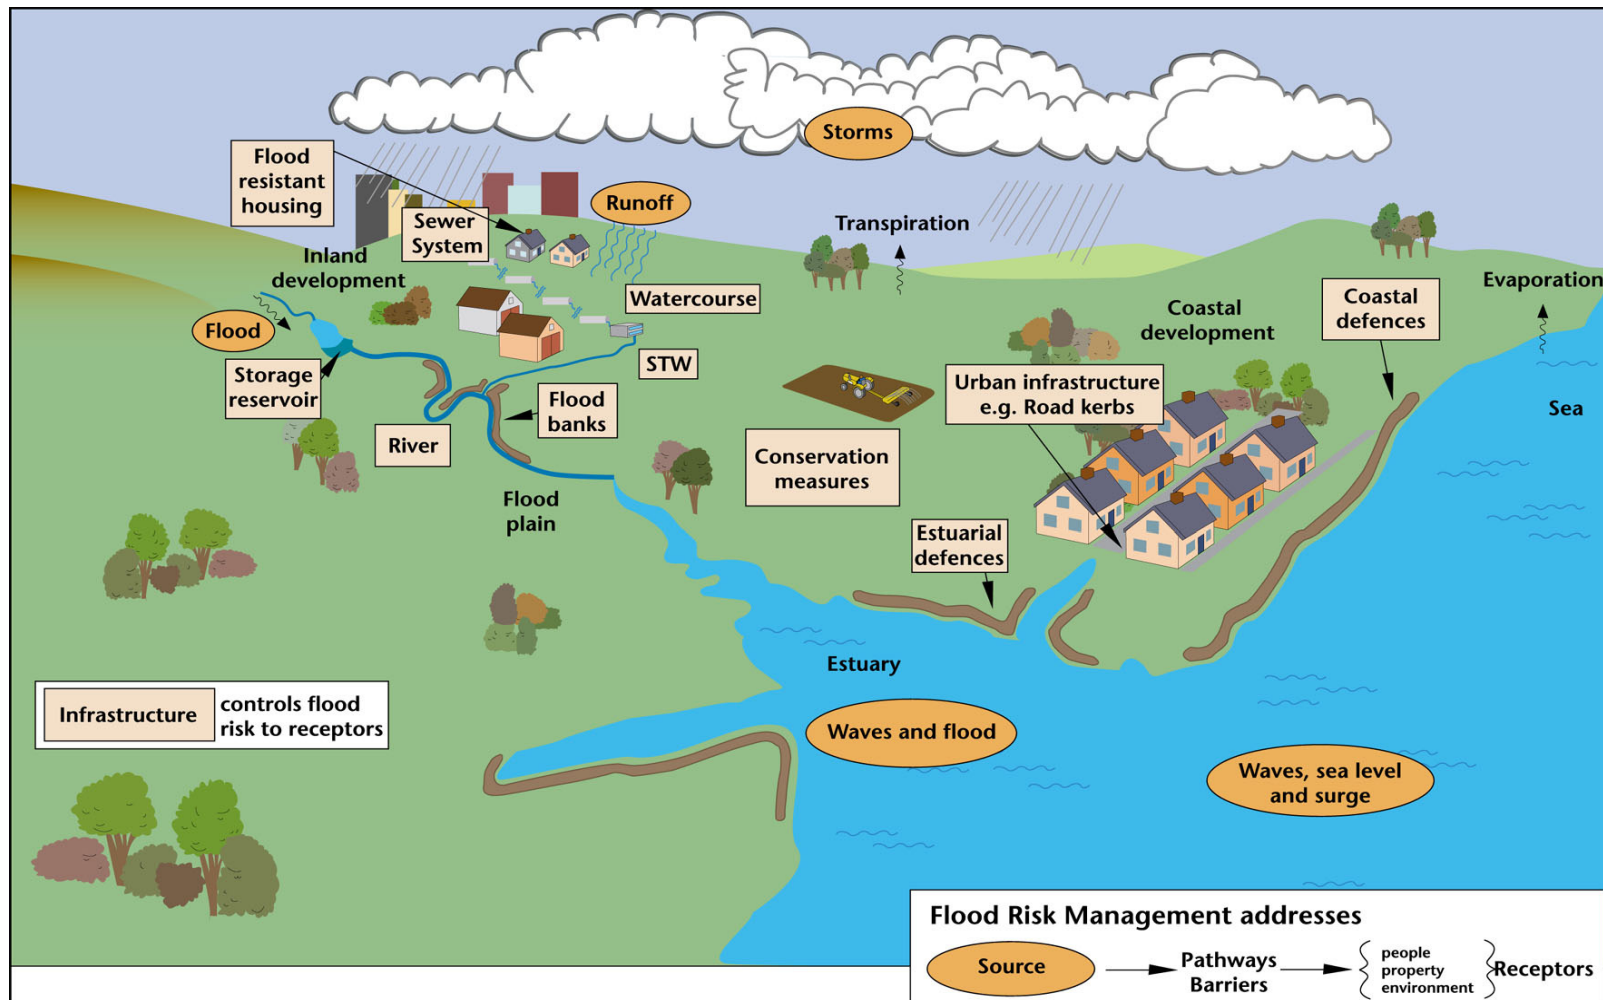 Storms
Flood
resistant
housing
Sewer
System
Runoff
Transpiration
Inland
development
Watercourse
Flood
Storage
reservoir
STW
Flood
banks
River
Flood
plain
Coastal
development
Coastal
defences
Evaporation
Sea
Urban infrastructure
e.g. Road kerbs
Conservation
measures
Estuarial
defences
Estuary
Infrastructure
controls flood
risk to receptors
Waves and flood
Waves, sea level
and surge
Flood Risk Management addresses
Source
Pathways
Barriers
people
property
environment
Receptors